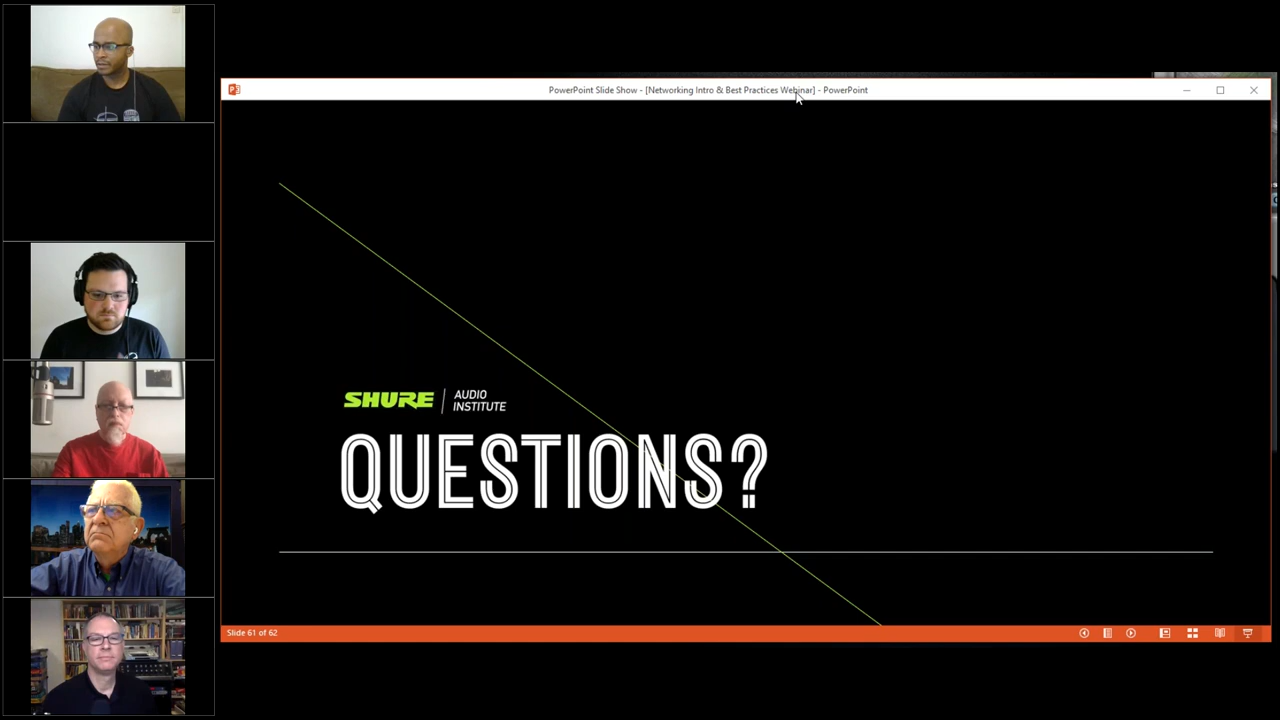 PowerPoint Slide Show - [Networking Intro & Best Practices Webinar] - PowerPoint
SHURE
AUDIO
INSTITUTE
QUESTIONS?
Slide 61 of 62